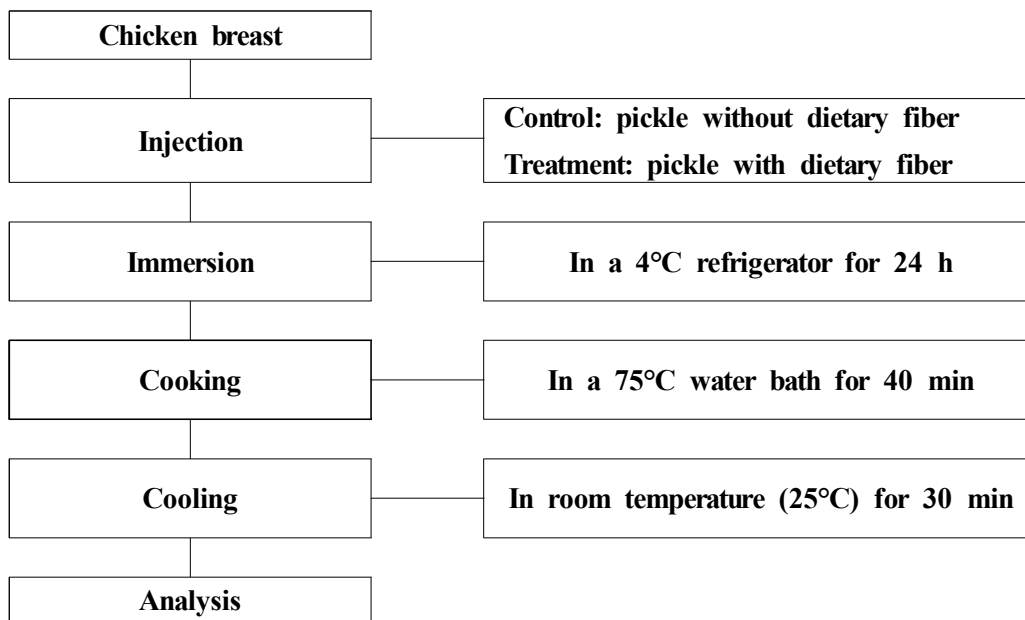 Chicken breast
Injection
Control: pickle without dietary fiber
Treatment: pickle with dietary fiber
Immersion
In a 4°C refrigerator for 24 h
Cooking
In a 75°C water bath for 40 min
Cooling
In room temperature (25°C) for 30 min
Analysis